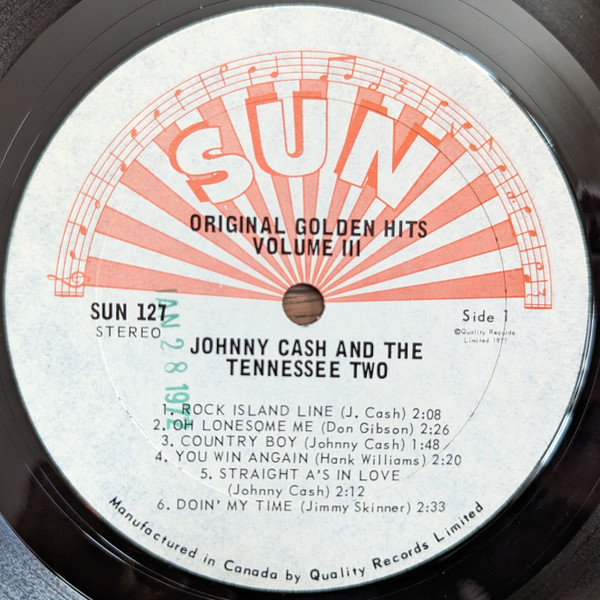 SUN
ORIGINAL GOLDEN HITS
VOLUME III
SUN 127
STEREO
Side 1
©Quality Records
Limited 1971
JAN 28 1972
JOHNNY CASH AND THE
TENNESSEE TWO
1. ROCK ISLAND LINE (J. Cash) 2:08
2. OH LONESOME ME (Don Gibson) 2:26
3. COUNTRY BOY (Johnny Cash) 1:48
4. YOU WIN ANGAIN (Hank Williams) 2:20
5. STRAIGHT A'S IN LOVE
(Johnny Cash) 2:12
6. DOIN' MY TIME (Jimmy Skinner) 2:33
Manufactured in Canada by Quality Records Limited